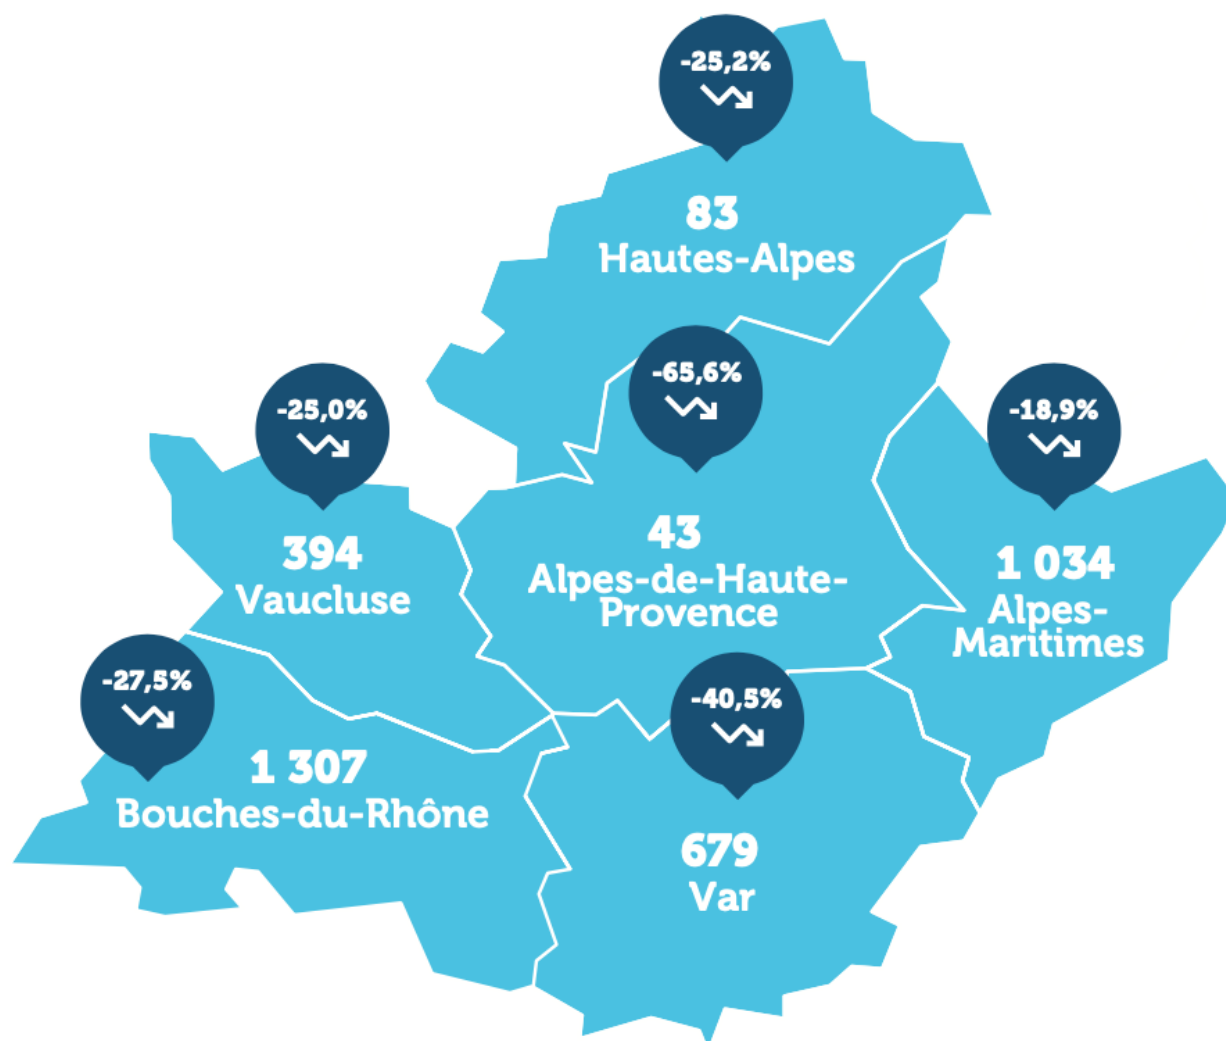 -25,2%
83
Hautes-Alpes
-65,6%
43
Alpes-de-Haute-
Provence
-25,0%
394
Vaucluse
-18,9%
1 034
Alpes-
Maritimes
-27,5%
1 307
Bouches-du-Rhône
-40,5%
679
Var